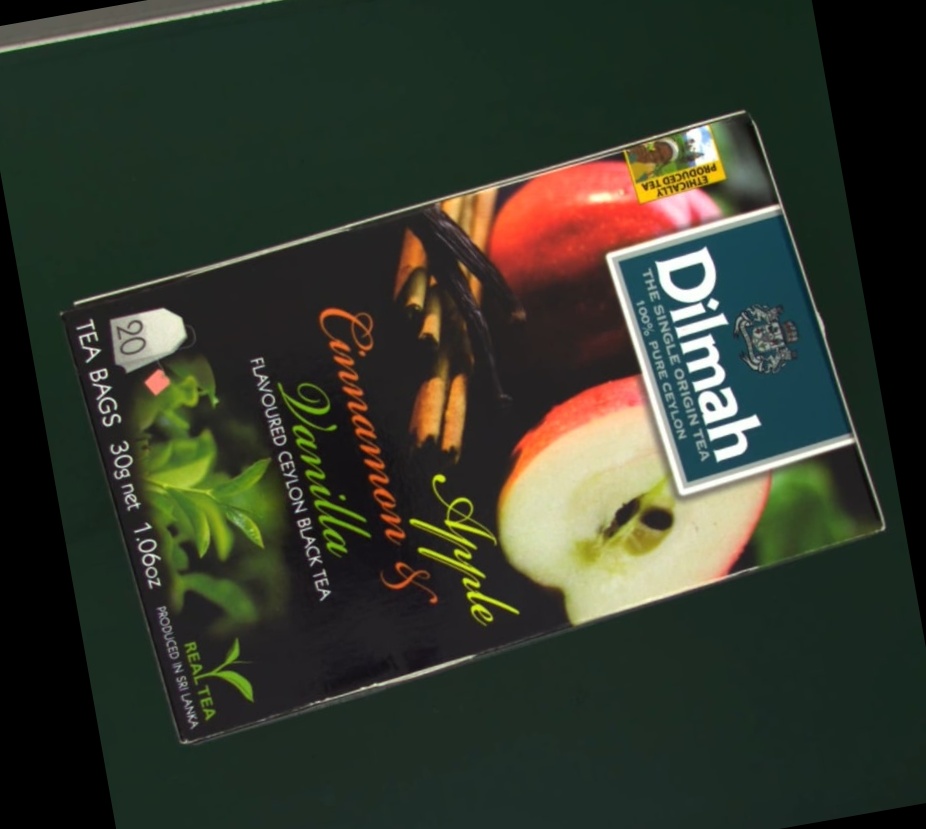 ETHICALLY
PRODUCED TEA
Dilmah
THE SINGLE ORIGIN TEA
100% PURE CEYLON
Apple
Cinnamon &
Vanilla
FLAVOURED CEYLON BLACK TEA
20
TEA BAGS 30g net 1.06oz
REAL TEA
PRODUCED IN SRI LANKA